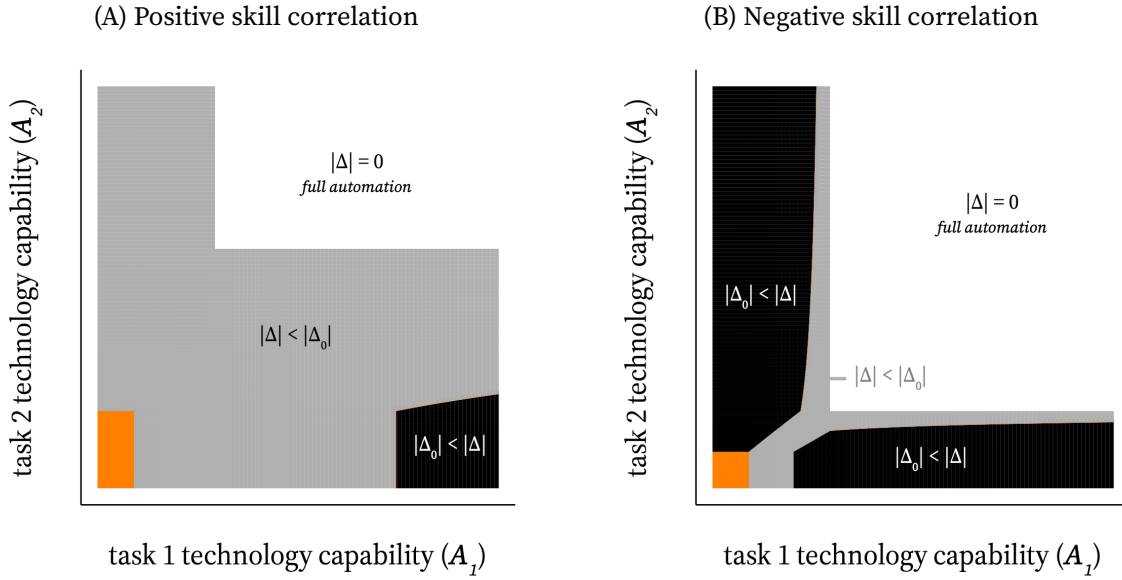 (A) Positive skill correlation
task 2 technology capability (A₂)
|Δ| = 0
full automation
|Δ| < |Δ₀|
|Δ₀| < |Δ|
task 1 technology capability (A₁)
(B) Negative skill correlation
task 2 technology capability (A₂)
|Δ| = 0
full automation
|Δ₀| < |Δ|
|Δ| < |Δ₀|
|Δ₀| < |Δ|
task 1 technology capability (A₁)